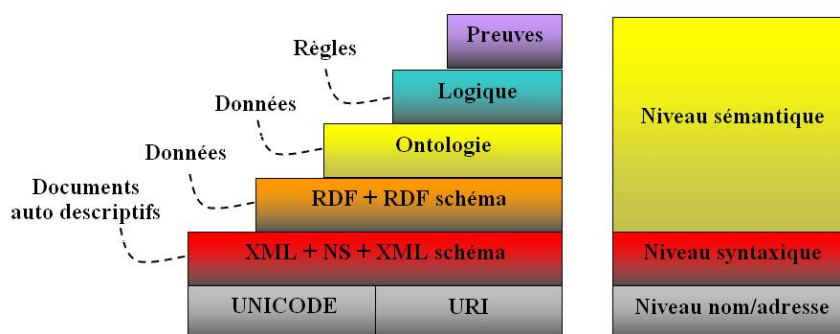 Preuves
Règles
Logique
Données
Ontologie
Niveau sémantique
Données
RDF + RDF schéma
Documents
auto descriptifs
XML + NS + XML schéma
Niveau syntaxique
UNICODE
URI
Niveau nom/adresse